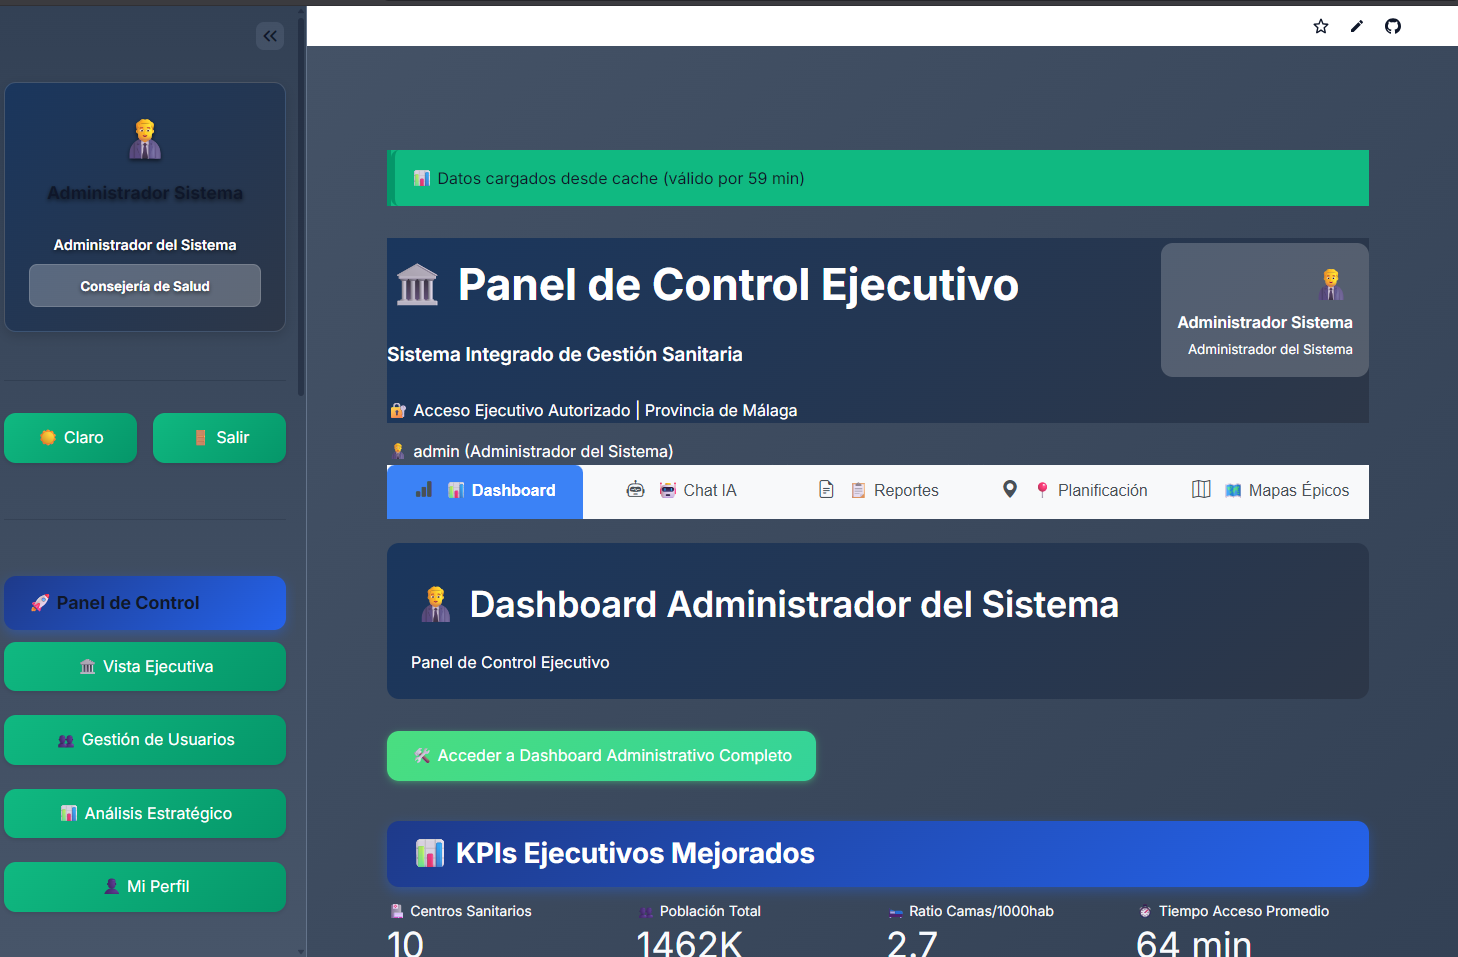 Administrador Sistema
Administrador del Sistema
Consejería de Salud
Claro
Salir
Panel de Control
Vista Ejecutiva
Gestión de Usuarios
Análisis Estratégico
Mi Perfil
Datos cargados desde cache (válido por 59 min)
Panel de Control Ejecutivo
Sistema Integrado de Gestión Sanitaria
Acceso Ejecutivo Autorizado | Provincia de Málaga
Administrador Sistema
Administrador del Sistema
admin (Administrador del Sistema)
Dashboard
Chat IA
Reportes
Planificación
Mapas Épicos
Dashboard Administrador del Sistema
Panel de Control Ejecutivo
Acceder a Dashboard Administrativo Completo
KPIs Ejecutivos Mejorados
Centros Sanitarios
10
Población Total
1462K
Ratio Camas/1000hab
2.7
Tiempo Acceso Promedio
64 min